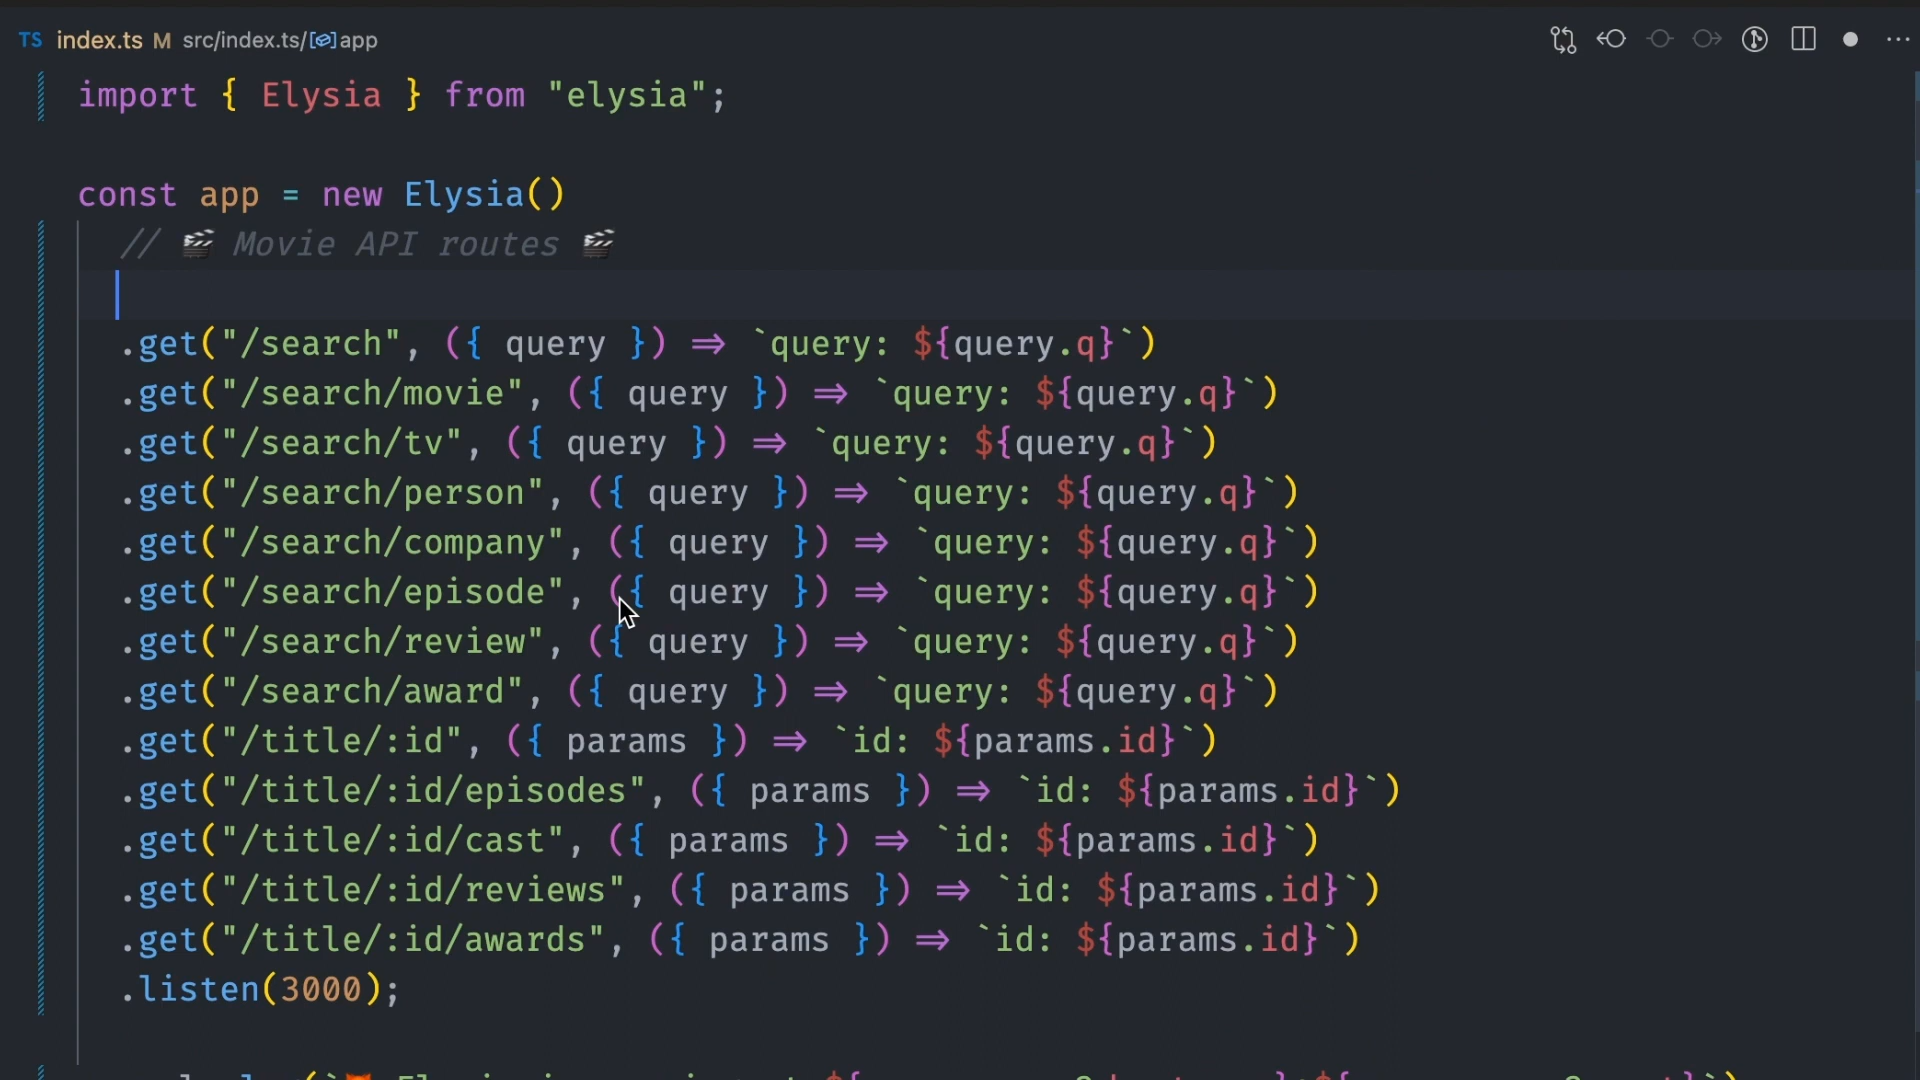 TS index.ts M src/index.ts/app
import { Elysia } from "elysia";
const app = new Elysia()
// 🎬 Movie API routes 🎬
.get("/search", ({ query }) => `query: ${query.q}`)
.get("/search/movie", ({ query }) => `query: ${query.q}`)
.get("/search/tv", ({ query }) => `query: ${query.q}`)
.get("/search/person", ({ query }) => `query: ${query.q}`)
.get("/search/company", ({ query }) => `query: ${query.q}`)
.get("/search/episode", ({ query }) => `query: ${query.q}`)
.get("/search/review", ({ query }) => `query: ${query.q}`)
.get("/search/award", ({ query }) => `query: ${query.q}`)
.get("/title/:id", ({ params }) => `id: ${params.id}`)
.get("/title/:id/episodes", ({ params }) => `id: ${params.id}`)
.get("/title/:id/cast", ({ params }) => `id: ${params.id}`)
.get("/title/:id/reviews", ({ params }) => `id: ${params.id}`)
.get("/title/:id/awards", ({ params }) => `id: ${params.id}`)
.listen(3000);